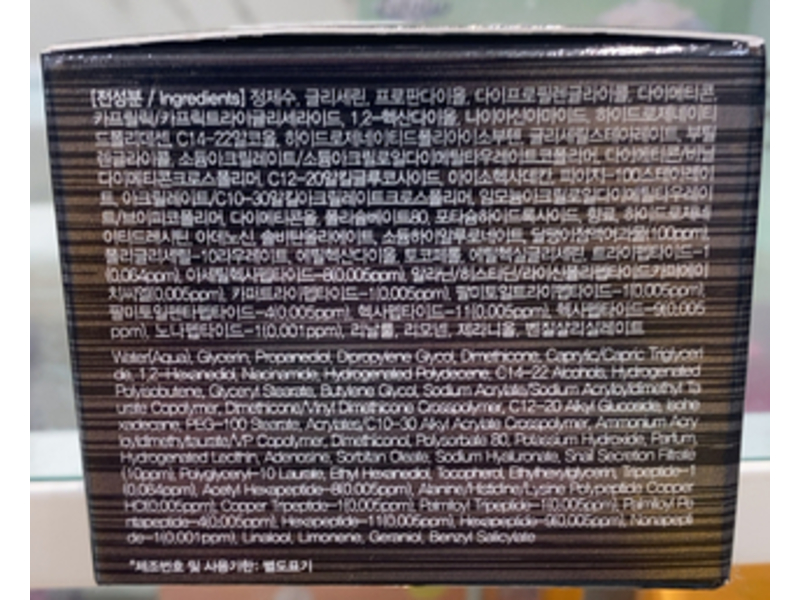 [전성분 / Ingredients] 정제수, 글리세린, 프로판다이올, 다이프로필렌글라이콜, 다이메티콘,
카프릴릭/카프릭트라이글리세라이드, 1,2-헥산다이올, 나이아신아마이드, 하이드로제네이티
드폴리데센, C14-22알코올, 하이드로제네이티드폴리아이소부텐, 글리세릴스테아레이트, 부틸
렌글라이콜, 소듐아크릴레이트/소듐아크릴로일다이메틸타우레이트코폴리머, 다이메티콘/비닐
다이메티콘크로스폴리머, C12-20알킬글루코사이드, 아이소헥사데칸, 피이지-100스테아레이
트, 아크릴레이트/C10-30알킬아크릴레이트크로스폴리머, 암모늄아크릴로일다이메틸타우레이
트/브이피코폴리머, 다이메티콘올, 폴리솔베이트80, 포타슘하이드록사이드, 향료, 하이드로제네
이티드레시틴, 아데노신, 솔비탄올리에이트, 소듐하이알루로네이트, 달팽이점액여과물(100ppm),
폴리글리세릴-10라우레이트, 에틸헥산다이올, 토코페롤, 에틸헥실글리세린, 트라이펩타이드-1
(0.064ppm), 아세틸헥사펩타이드-8(0.005ppm), 알라닌/히스티딘/라이신폴리펩타이드카퍼에이
치씨엘(0.005ppm), 카퍼트라이펩타이드-1(0.005ppm), 팔미토일트라이펩타이드-1(0.005ppm),
팔미토일펜타펩타이드-4(0.005ppm), 헥사펩타이드-11(0.005ppm), 헥사펩타이드-9(0.005
ppm), 노나펩타이드-1(0.001ppm), 리날룰, 리모넨, 제라니올, 벤질살리실레이트
Water(Aqua), Glycerin, Propanediol, Dipropylene Glycol, Dimethicone, Caprylic/Capric Triglyceri
de, 1,2-Hexanediol, Niacinamide, Hydrogenated Polydecene, C14-22 Alcohols, Hydrogenated
Polyisobutene, Glyceryl Stearate, Butylene Glycol, Sodium Acrylate/Sodium Acryloyldimethyl Ta
urate Copolymer, Dimethicone/Vinyl Dimethicone Crosspolymer, C12-20 Alkyl Glucoside, Isohe
xadecane, PEG-100 Stearate, Acrylates/C10-30 Alkyl Acrylate Crosspolymer, Ammonium Acry
loyldimethyltaurate/VP Copolymer, Dimethiconol, Polysorbate 80, Potassium Hydroxide, Parfum,
Hydrogenated Lecithin, Adenosine, Sorbitan Oleate, Sodium Hyaluronate, Snail Secretion Filtrate
(10ppm), Polyglyceryl-10 Laurate, Ethyl Hexanediol, Tocopherol, Ethylhexylglycerin, Tripeptide-1
(0.064ppm), Acetyl Hexapeptide-8(0.005ppm), Alanine/Histidine/Lysine Polypeptide Copper
HCl(0.005ppm), Copper Tripeptide-1(0.005ppm), Palmitoyl Tripeptide-1(0.005ppm), Palmitoyl Pe
ntapeptide-4(0.005ppm), Hexapeptide-11(0.005ppm), Hexapeptide-9(0.005ppm), Nonapepti
de-1(0.001ppm), Linalool, Limonene, Geraniol, Benzyl Salicylate
*제조번호 및 사용기한: 별도표기